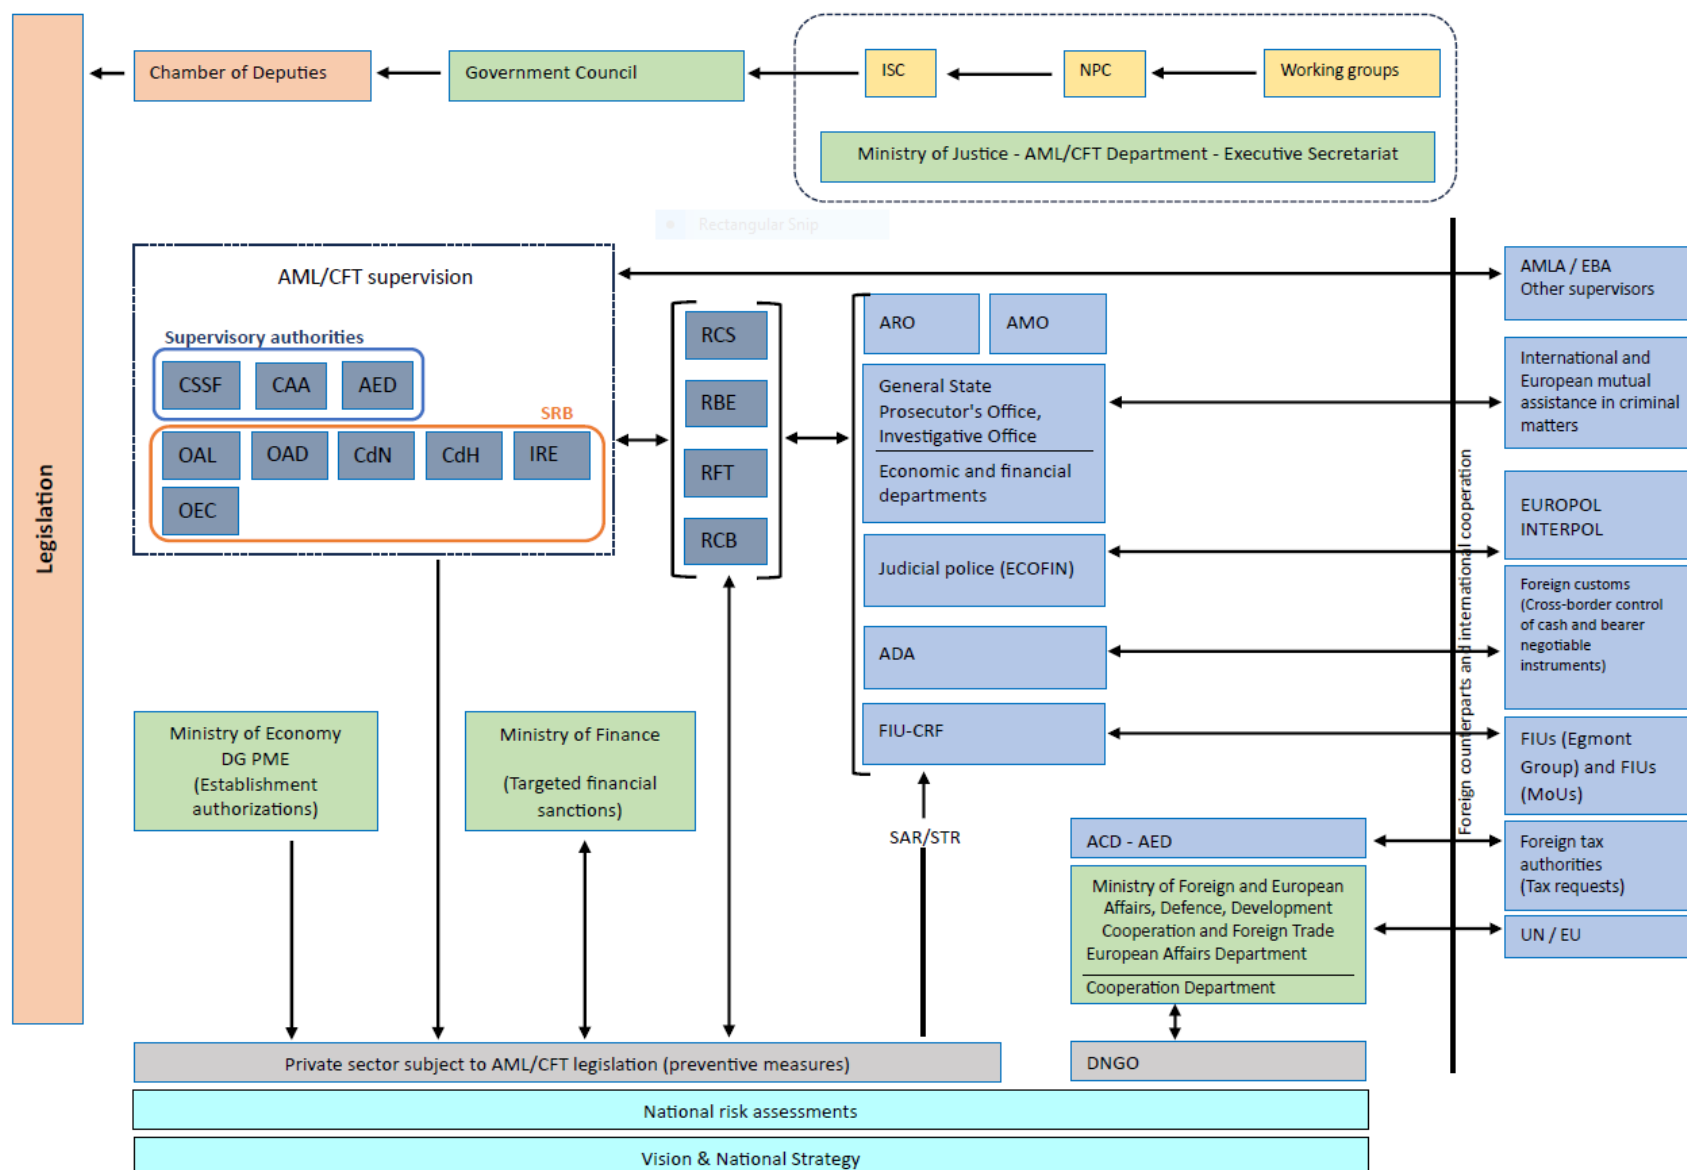 Chamber of Deputies
Government Council
ISC
NPC
Working groups
Ministry of Justice - AML/CFT Department - Executive Secretariat
Rectangular Snip
Legislation
AML/CFT supervision
Supervisory authorities
CSSF
CAA
AED
SRB
OAL
OAD
CdN
CdH
IRE
OEC
RCS
RBE
RFT
RCB
ARO
AMO
General State
Prosecutor's Office,
Investigative Office
Economic and financial
departments
Judicial police (ECOFIN)
ADA
FIU-CRF
SAR/STR
Foreign counterparts and international cooperation
AMLA / EBA
Other supervisors
International and
European mutual
assistance in criminal
matters
EUROPOL
INTERPOL
Foreign customs
(Cross-border control
of cash and bearer
negotiable
instruments)
FIUs (Egmont
Group) and FIUs
(MoUs)
Foreign tax
authorities
(Tax requests)
UN / EU
Ministry of Economy
DG PME
(Establishment
authorizations)
Ministry of Finance
(Targeted financial
sanctions)
ACD - AED
Ministry of Foreign and European
Affairs, Defence, Development
Cooperation and Foreign Trade
European Affairs Department
Cooperation Department
DNGO
Private sector subject to AML/CFT legislation (preventive measures)
National risk assessments
Vision & National Strategy